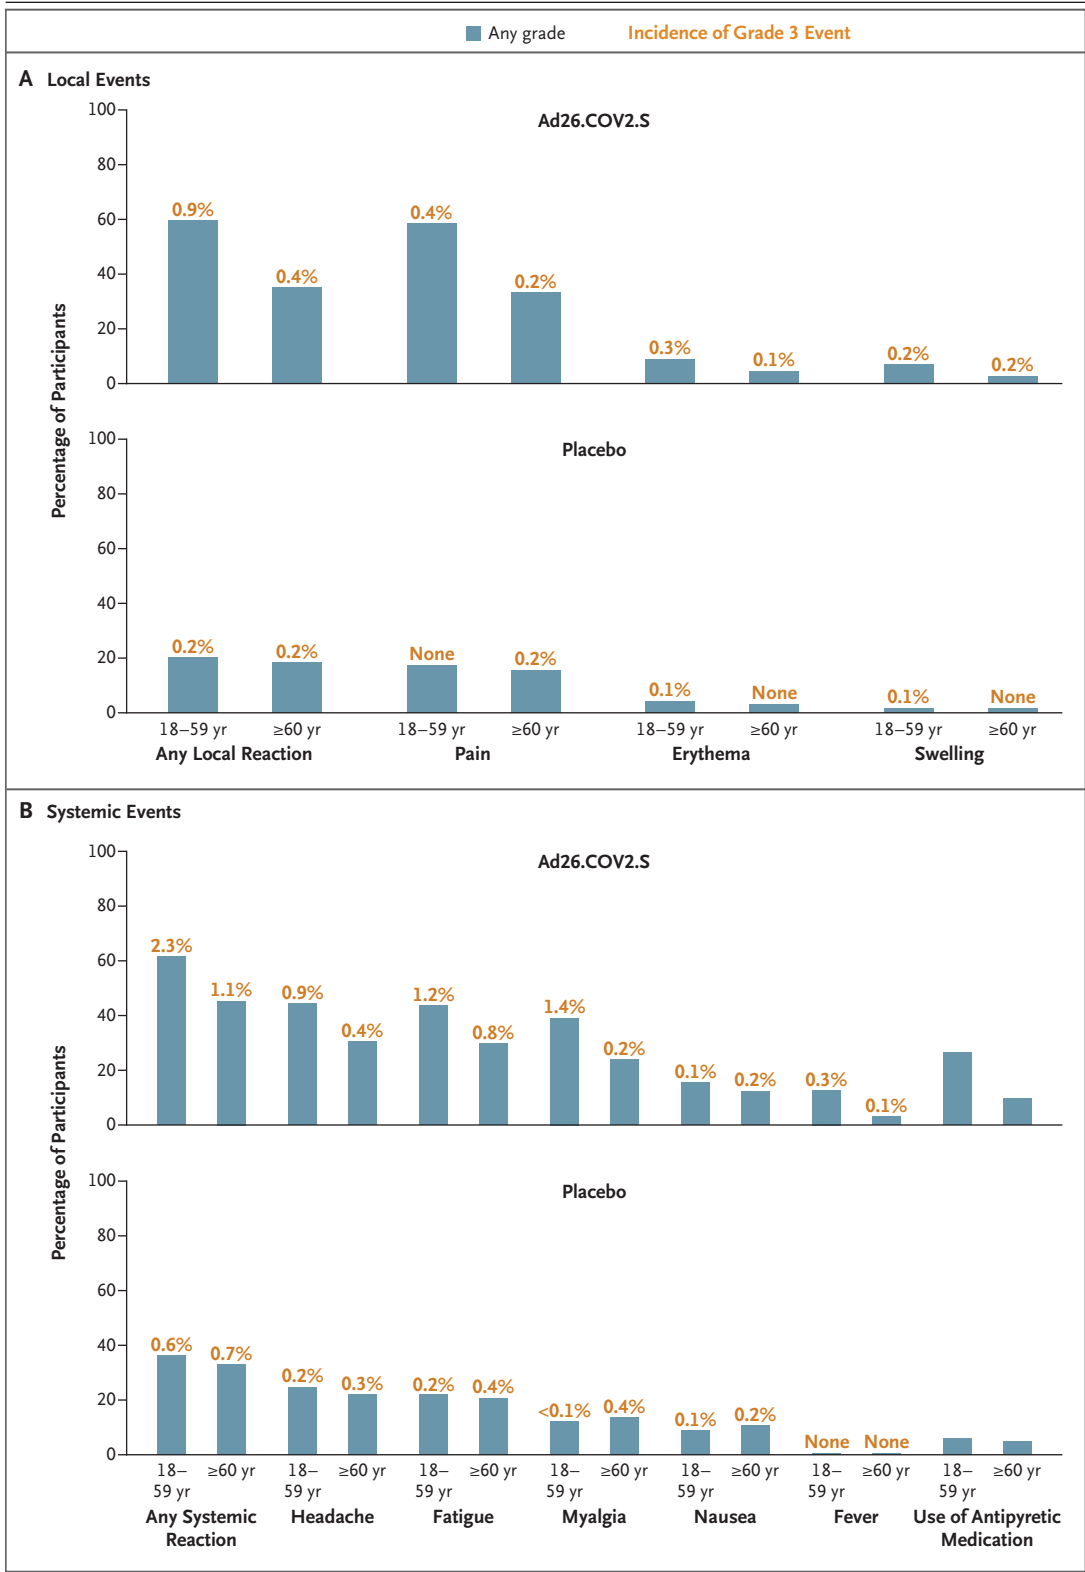 Any grade Incidence of Grade 3 Event
A Local Events
Ad26.COV2.S
Percentage of Participants
100
80
60
40
20
0
0.9% 0.4% 0.4% 0.2% 0.3% 0.1% 0.2% 0.2%
Placebo
100
80
60
40
20
0
0.2% 0.2% None 0.2% 0.1% None 0.1% None
18–59 yr ≥60 yr 18–59 yr ≥60 yr 18–59 yr ≥60 yr 18–59 yr ≥60 yr
Any Local Reaction Pain Erythema Swelling
B Systemic Events
Ad26.COV2.S
Percentage of Participants
100
80
60
40
20
0
2.3% 1.1% 0.9% 0.4% 1.2% 0.8% 1.4% 0.2% 0.1% 0.2% 0.3% 0.1%
Placebo
100
80
60
40
20
0
0.6% 0.7% 0.2% 0.3% 0.2% 0.4% <0.1% 0.4% 0.1% 0.2% None None
18– ≥60 yr 18– ≥60 yr 18– ≥60 yr 18– ≥60 yr 18– ≥60 yr 18– ≥60 yr 18– ≥60 yr
59 yr 59 yr 59 yr 59 yr 59 yr 59 yr 59 yr
Any Systemic Headache Fatigue Myalgia Nausea Fever Use of Antipyretic
Reaction Medication